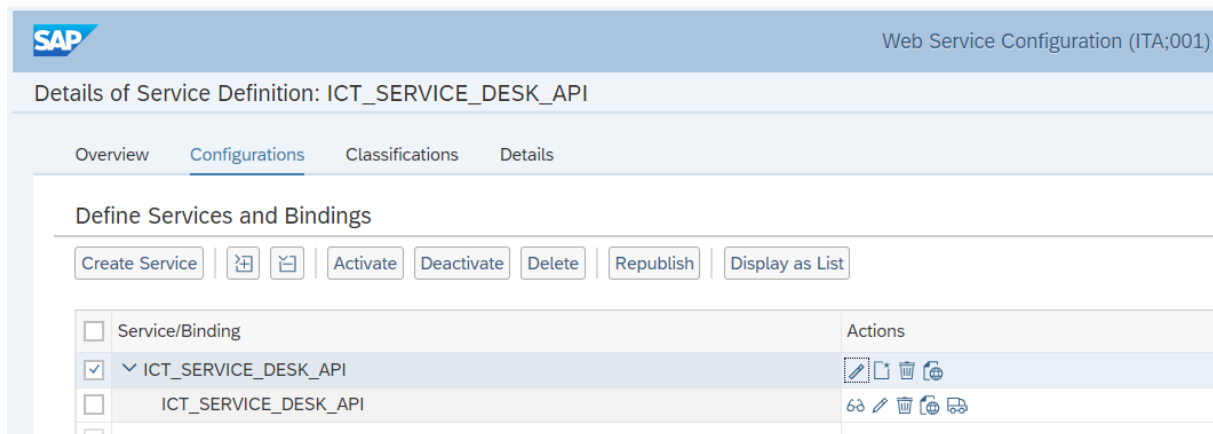 SAP
Web Service Configuration (ITA;001)
Details of Service Definition: ICT_SERVICE_DESK_API
Overview Configurations Classifications Details
Define Services and Bindings
Create Service Activate Deactivate Delete Republish Display as List
Service/Binding Actions
ICT_SERVICE_DESK_API
ICT_SERVICE_DESK_API